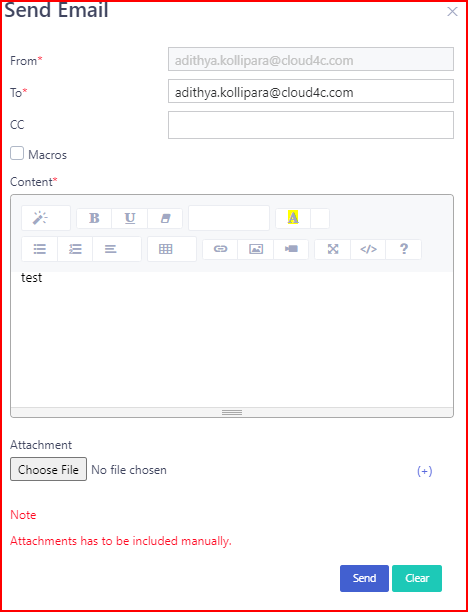 Send Email
From*
adithya.kollipara@cloud4c.com
To*
adithya.kollipara@cloud4c.com
CC
Macros
Content*
B U A
</> ?
test
Attachment
Choose File No file chosen (+)
Note
Attachments has to be included manually.
Send Clear